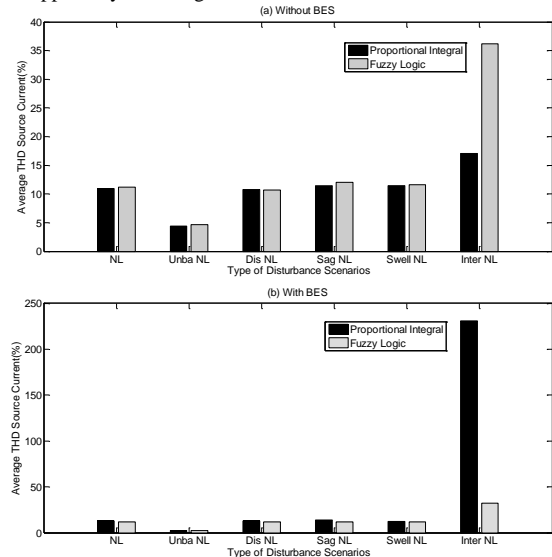 (a) Without BES
40
35
30
25
20
15
10
5
0
Average THD Source Current(%)
Proportional Integral
Fuzzy Logic
NL Unba NL Dis NL Sag NL Swell NL Inter NL
Type of Disturbance Scenarios
(b) With BES
250
200
150
100
50
0
Average THD Source Current(%)
Proportional Integral
Fuzzy Logic
NL Unba NL Dis NL Sag NL Swell NL Inter NL
Type of Disturbance Scenarios